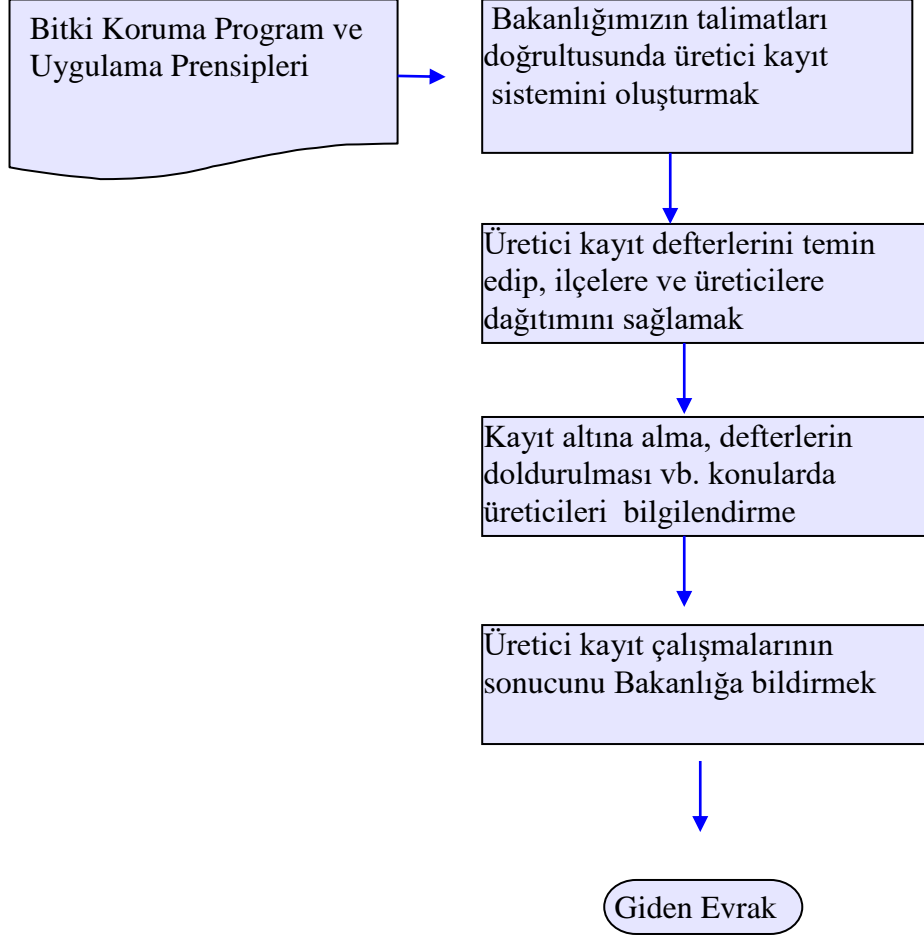 Bitki Koruma Program ve
Uygulama Prensipleri
Bakanlığımızın talimatları
doğrultusunda üretici kayıt
sistemini oluşturmak
Üretici kayıt defterlerini temin
edip, ilçelere ve üreticilere
dağıtımını sağlamak
Kayıt altına alma, defterlerin
doldurulması vb. konularda
üreticileri bilgilendirme
Üretici kayıt çalışmalarının
sonucunu Bakanlığa bildirmek
Giden Evrak